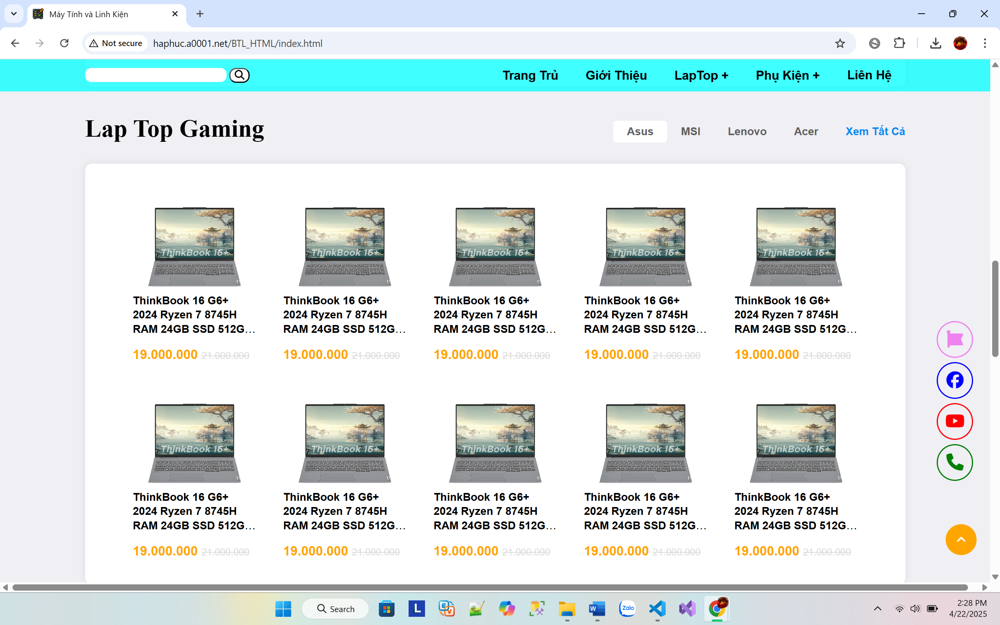 Máy Tính và Linh Kiện
Not secure haphuc.a0001.net/BTL_HTML/index.html
Trang Trủ Giới Thiệu LapTop + Phụ Kiện + Liên Hệ
Lap Top Gaming
Asus MSI Lenovo Acer Xem Tất Cả
ThinkBook 16+ ThinkBook 16+ ThinkBook 16+ ThinkBook 16+ ThinkBook 16+
ThinkBook 16 G6+ ThinkBook 16 G6+ ThinkBook 16 G6+ ThinkBook 16 G6+ ThinkBook 16 G6+
2024 Ryzen 7 8745H 2024 Ryzen 7 8745H 2024 Ryzen 7 8745H 2024 Ryzen 7 8745H 2024 Ryzen 7 8745H
RAM 24GB SSD 512G... RAM 24GB SSD 512G... RAM 24GB SSD 512G... RAM 24GB SSD 512G... RAM 24GB SSD 512G...
19.000.000 21.000.000 19.000.000 21.000.000 19.000.000 21.000.000 19.000.000 21.000.000 19.000.000 21.000.000
ThinkBook 16+ ThinkBook 16+ ThinkBook 16+ ThinkBook 16+ ThinkBook 16+
ThinkBook 16 G6+ ThinkBook 16 G6+ ThinkBook 16 G6+ ThinkBook 16 G6+ ThinkBook 16 G6+
2024 Ryzen 7 8745H 2024 Ryzen 7 8745H 2024 Ryzen 7 8745H 2024 Ryzen 7 8745H 2024 Ryzen 7 8745H
RAM 24GB SSD 512G... RAM 24GB SSD 512G... RAM 24GB SSD 512G... RAM 24GB SSD 512G... RAM 24GB SSD 512G...
19.000.000 21.000.000 19.000.000 21.000.000 19.000.000 21.000.000 19.000.000 21.000.000 19.000.000 21.000.000
Search L E V W Zalo
2:28 PM
4/22/2025